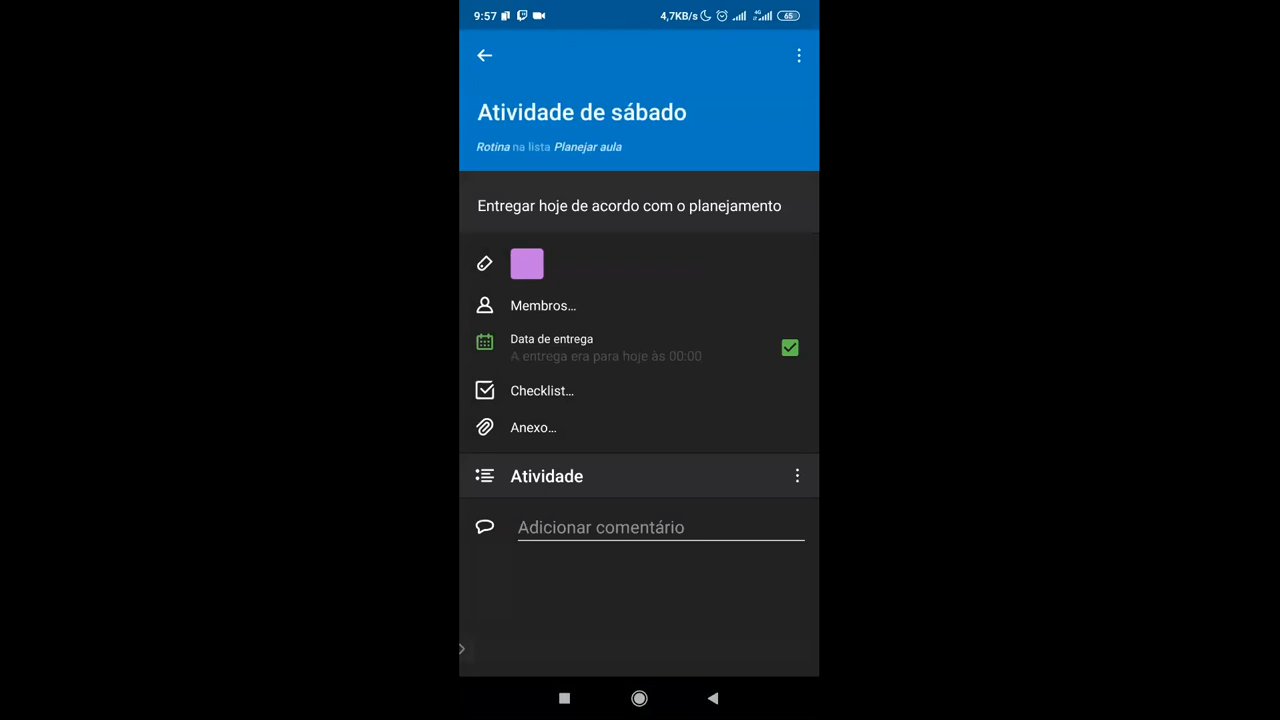 9:57 4,7KB/s 4G 65
Atividade de sábado
Rotina na lista Planejar aula
Entregar hoje de acordo com o planejamento
Membros...
Data de entrega
A entrega era para hoje às 00:00
Checklist...
Anexo...
Atividade
Adicionar comentário